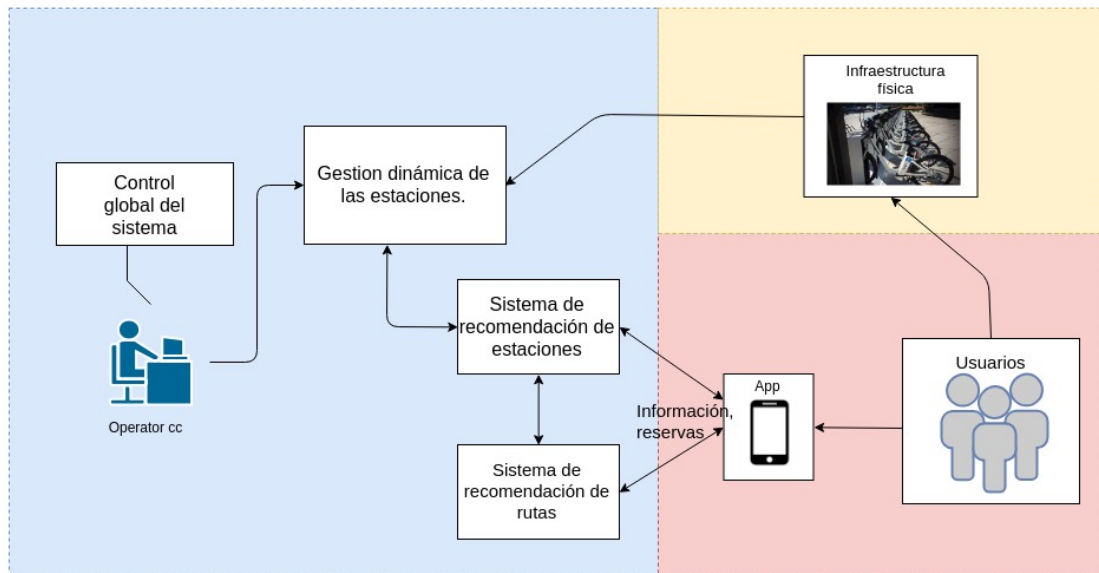 Infraestructura
física
Gestion dinámica de
las estaciones.
Control
global del
sistema
Sistema de
recomendación de
estaciones
Usuarios
App
Información,
reservas
Operator cc
Sistema de
recomendación de
rutas